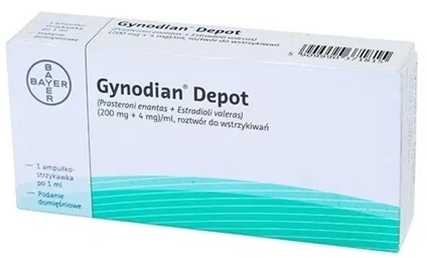 BAYER
BAYER
Gynodian® Depot
(Prasteroni enantas + Estradioli valeras)
(200 mg + 4 mg)/ml, roztwór do wstrzykiwań
1 ampułko-
strzykawka
po 1 ml
Podanie
domięśniowe